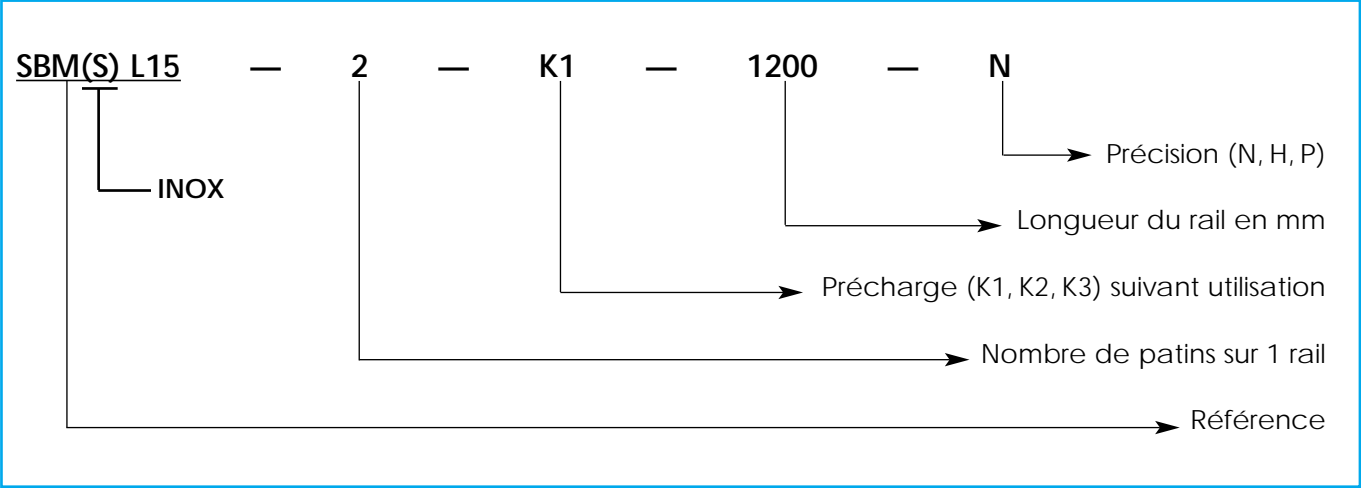 SBM(S) L15 — 2 — K1 — 1200 — N
Précision (N, H, P)
INOX
Longueur du rail en mm
Précharge (K1, K2, K3) suivant utilisation
Nombre de patins sur 1 rail
Référence